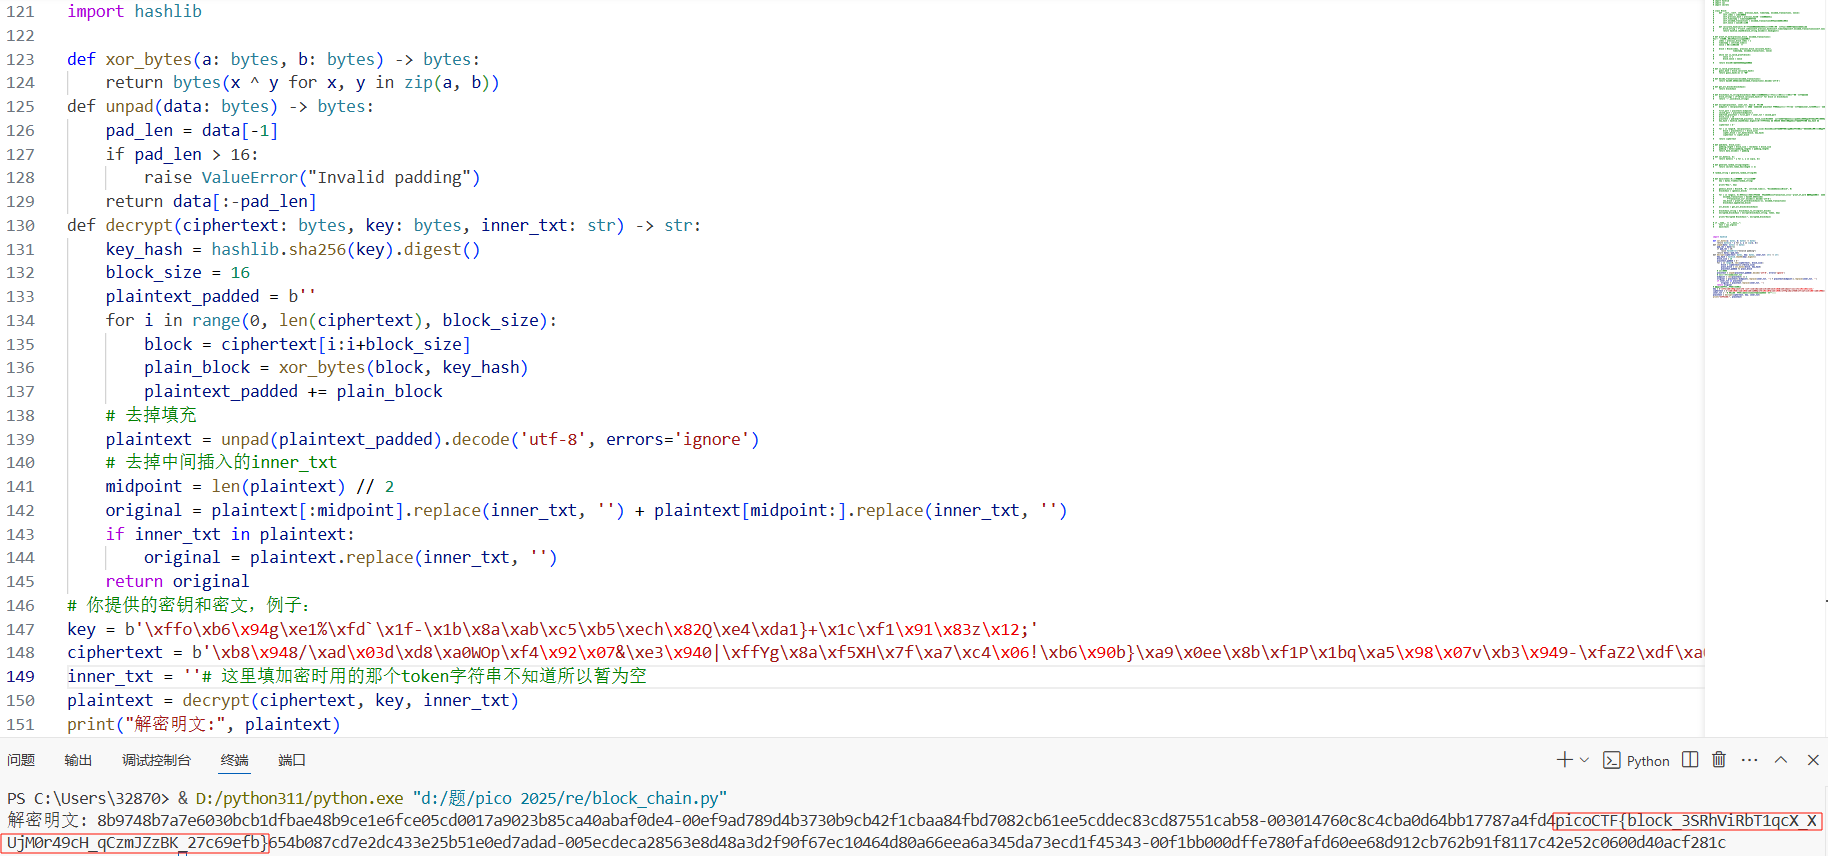 121 import hashlib
122
123 def xor_bytes(a: bytes, b: bytes) -> bytes:
124 return bytes(x ^ y for x, y in zip(a, b))
125 def unpad(data: bytes) -> bytes:
126 pad_len = data[-1]
127 if pad_len > 16:
128 raise ValueError("Invalid padding")
129 return data[:-pad_len]
130 def decrypt(ciphertext: bytes, key: bytes, inner_txt: str) -> str:
131 key_hash = hashlib.sha256(key).digest()
132 block_size = 16
133 plaintext_padded = b''
134 for i in range(0, len(ciphertext), block_size):
135 block = ciphertext[i:i+block_size]
136 plain_block = xor_bytes(block, key_hash)
137 plaintext_padded += plain_block
138 # 去掉填充
139 plaintext = unpad(plaintext_padded).decode('utf-8', errors='ignore')
140 # 去掉中间插入的inner_txt
141 midpoint = len(plaintext) // 2
142 original = plaintext[:midpoint].replace(inner_txt, '') + plaintext[midpoint:].replace(inner_txt, '')
143 if inner_txt in plaintext:
144 original = plaintext.replace(inner_txt, '')
145 return original
146 # 你提供的密钥和密文，例子：
147 key = b'\xffo\xb6\x94g\xe1%\xfd`\x1f-\x1b\x8a\xab\xc5\xb5\xech\x82Q\xe4\xda1}+\x1c\xf1\x91\x83z\x12;'
148 ciphertext = b'\xb8\x948/\xad\x03d\xd8\xa0WOp\xf4\x92\x07&\xe3\x940|\xffYg\x8a\xf5XH\x7f\xa7\xc4\x06!\xb6\x90b}\xa9\x0ee\x8b\xf1P\x1bq\xa5\x98\x07v\xb3\x949-\xfaZ2\xdf\xa
149 inner_txt = ''# 这里填加密时用的那个token字符串不知道所以暂为空
150 plaintext = decrypt(ciphertext, key, inner_txt)
151 print("解密明文:", plaintext)
问题 输出 调试控制台 终端 端口 Python
PS C:\Users\32870> & D:/python311/python.exe "d:/题/pico 2025/re/block_chain.py"
解密明文: 8b9748b7a7e6030bcb1dfbae48b9ce1e6fce05cd0017a9023b85ca40abaf0de4-00ef9ad789d4b3730b9cb42f1cbaa84fbd7082cb61ee5cddec83cd87551cab58-003014760c8c4cba0d64bb17787a4fd4picoCTF{block_3SRhViRbT1qcX_X
UjM0r49cH_qCzmJZzBK_27c69efb}654b087cd7e2dc433e25b51e0ed7adad-005ecdeca28563e8d48a3d2f90f67ec10464d80a66eea6a345da73ecd1f45343-00f1bb000dffe780fafd60ee68d912cb762b91f8117c42e52c0600d40acf281c